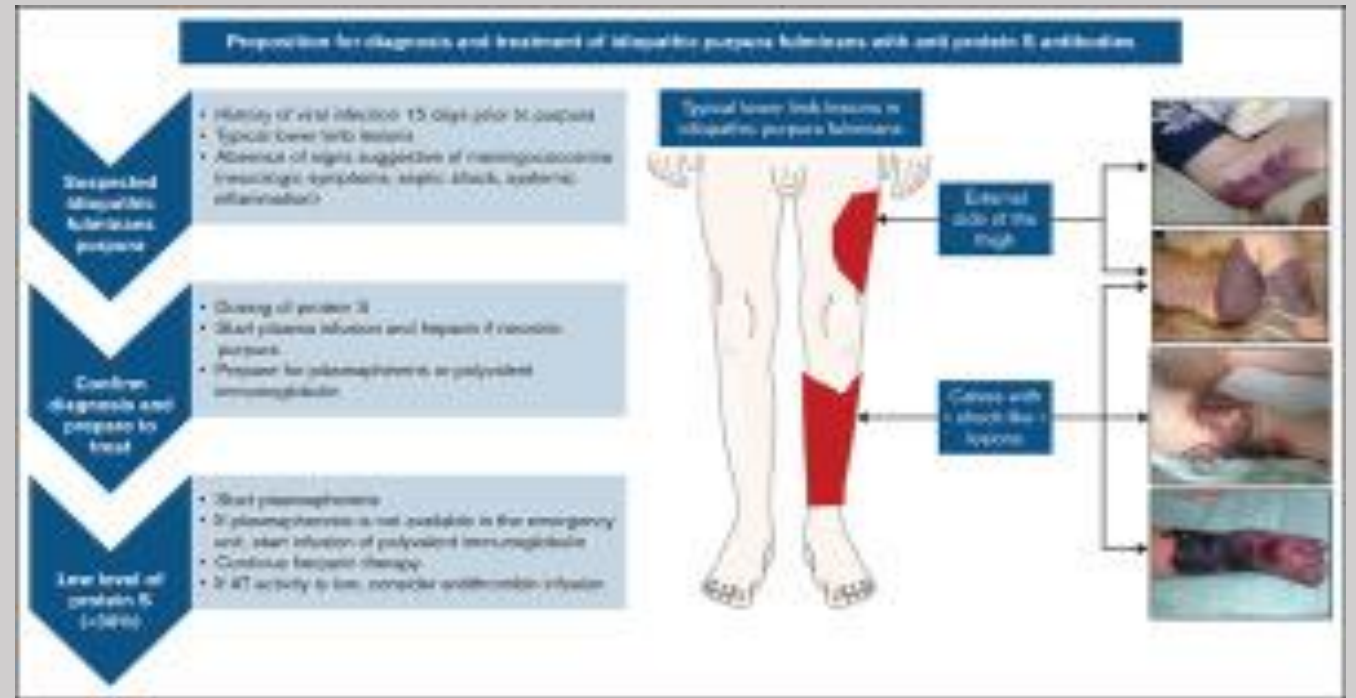 Proposition for diagnosis and treatment of idiopathic purpura fulminans with anti protein S antibodies
Suspected
idiopathic
fulminans
purpura
• History of viral infection 15 days prior to purpura
• Typical lower limb lesions
• Absence of signs suggestive of meningococcemia
(neurologic symptoms, septic shock, systemic
inflammation)
Confirm
diagnosis and
prepare to
treat
• Dosing of protein S
• Start plasma infusion and heparin if necrotic
purpura
• Prepare for plasmapheresis or polyvalent
immunoglobulin
Low level of
protein S
• Start plasmapheresis
• If plasmapheresis is not available in the emergency
unit, start infusion of polyvalent immunoglobulin
• Continue heparin therapy
• If AT activity is low, consider antithrombin infusion
Typical lower limb lesions in
idiopathic purpura fulminans
External
side of the
thigh
Calves with
lesions